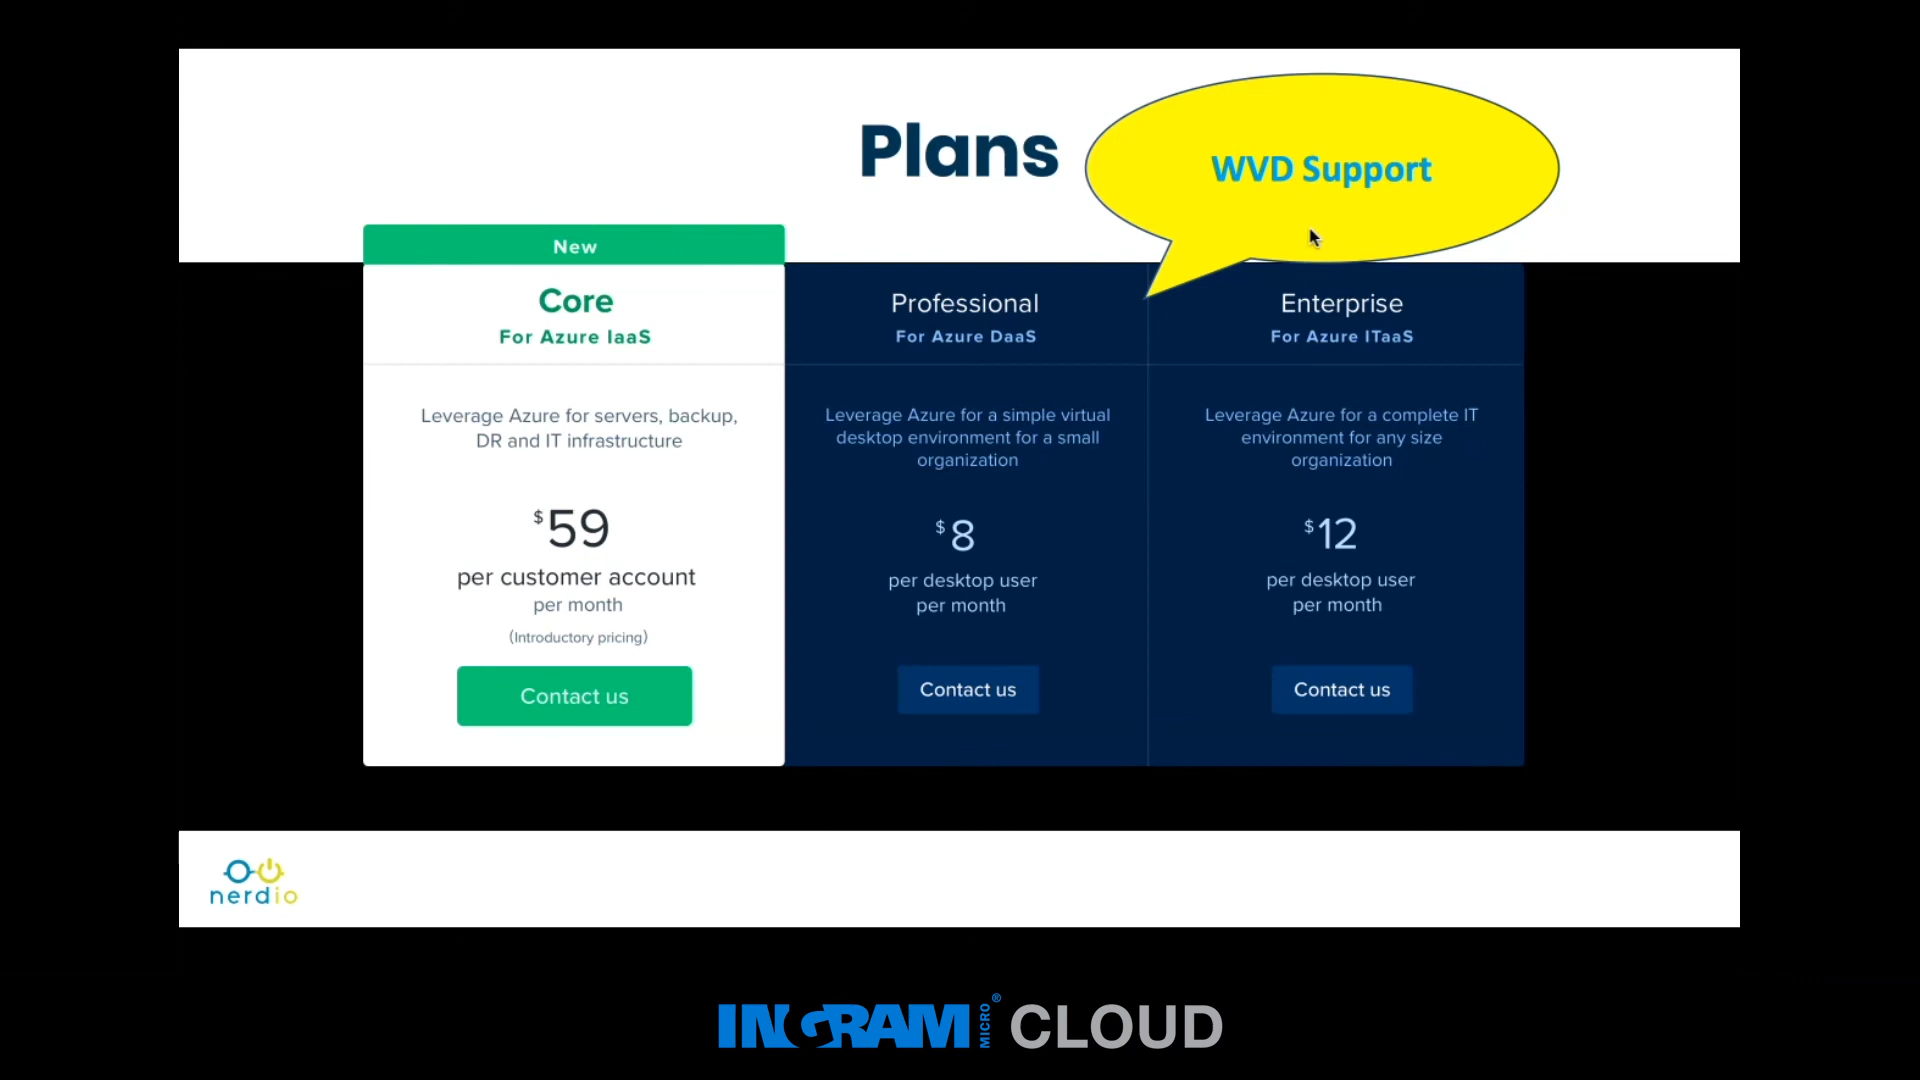 Plans
WVD Support
New
Core
For Azure IaaS
Leverage Azure for servers, backup,
DR and IT infrastructure
$59
per customer account
per month
(Introductory pricing)
Contact us
Professional
For Azure DaaS
Leverage Azure for a simple virtual
desktop environment for a small
organization
$8
per desktop user
per month
Contact us
Enterprise
For Azure ITaaS
Leverage Azure for a complete IT
environment for any size
organization
$12
per desktop user
per month
Contact us
nerdio
INGRAM MICRO® CLOUD